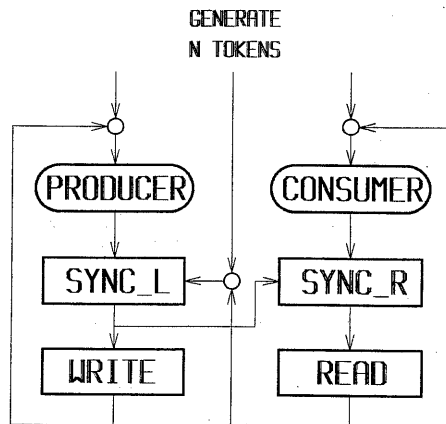 GENERATE
N TOKENS
PRODUCER
CONSUMER
SYNC_L
SYNC_R
WRITE
READ